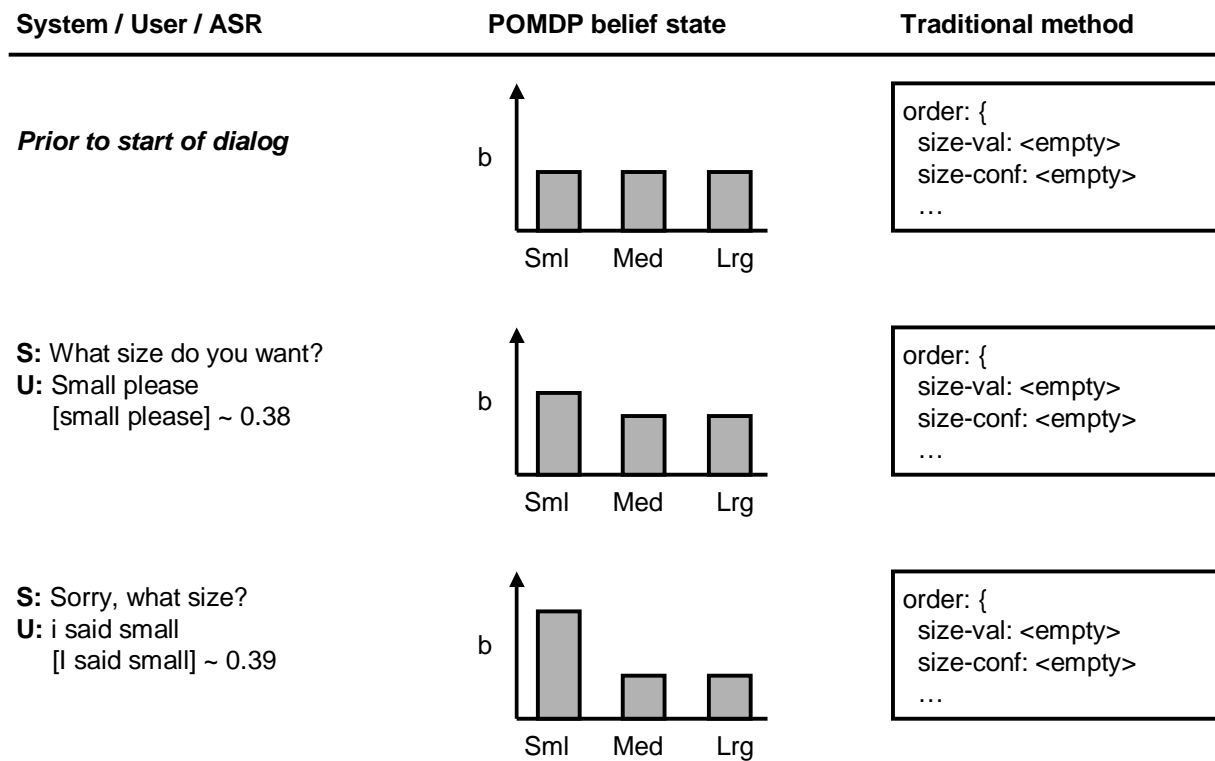 System / User / ASR
POMDP belief state
Traditional method
Prior to start of dialog
b
Sml Med Lrg
order: {
size-val: <empty>
size-conf: <empty>
…
S: What size do you want?
U: Small please
[small please] ~ 0.38
b
Sml Med Lrg
order: {
size-val: <empty>
size-conf: <empty>
…
S: Sorry, what size?
U: i said small
[I said small] ~ 0.39
b
Sml Med Lrg
order: {
size-val: <empty>
size-conf: <empty>
…